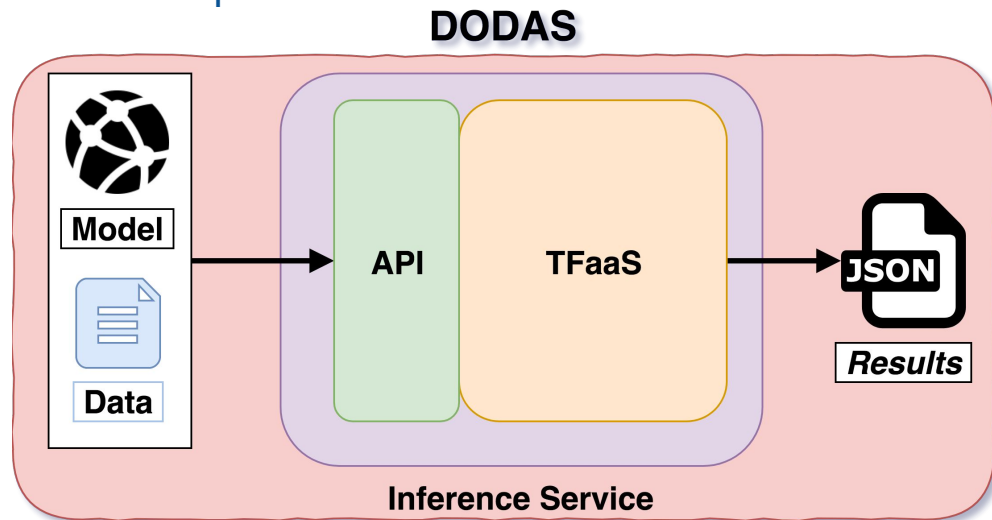 DODAS
Model
Data
API
TFaaS
JSON
Results
Inference Service